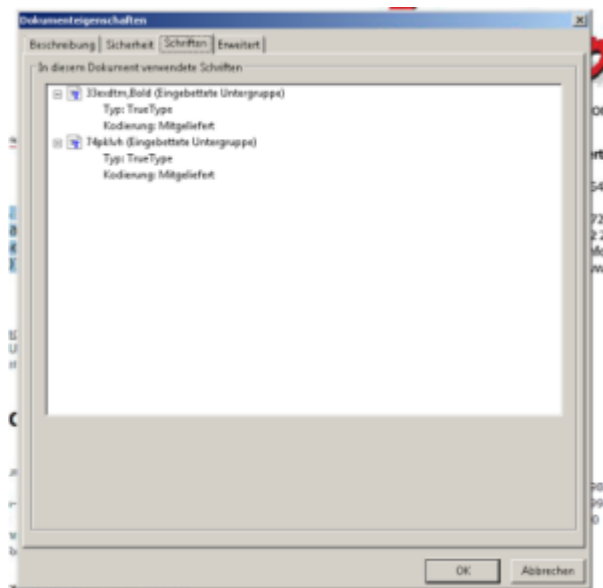 Dokumenteigenschaften
Beschreibung Sicherheit Schriften Erweitert
In diesem Dokument verwendete Schriften
33exdtm,Bold (Eingebettete Untergruppe)
Typ: TrueType
Kodierung: Mitgeliefert
74pklvh (Eingebettete Untergruppe)
Typ: TrueType
Kodierung: Mitgeliefert
OK Abbrechen